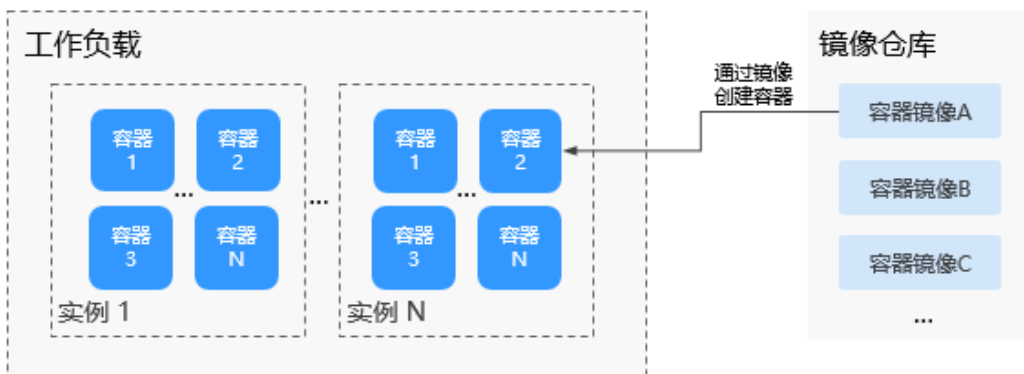 工作负载
容器
1
容器
2
...
容器
3
容器
N
实例 1
...
容器
1
容器
2
...
容器
3
容器
N
实例 N
通过镜像
创建容器
镜像仓库
容器镜像A
容器镜像B
容器镜像C
...